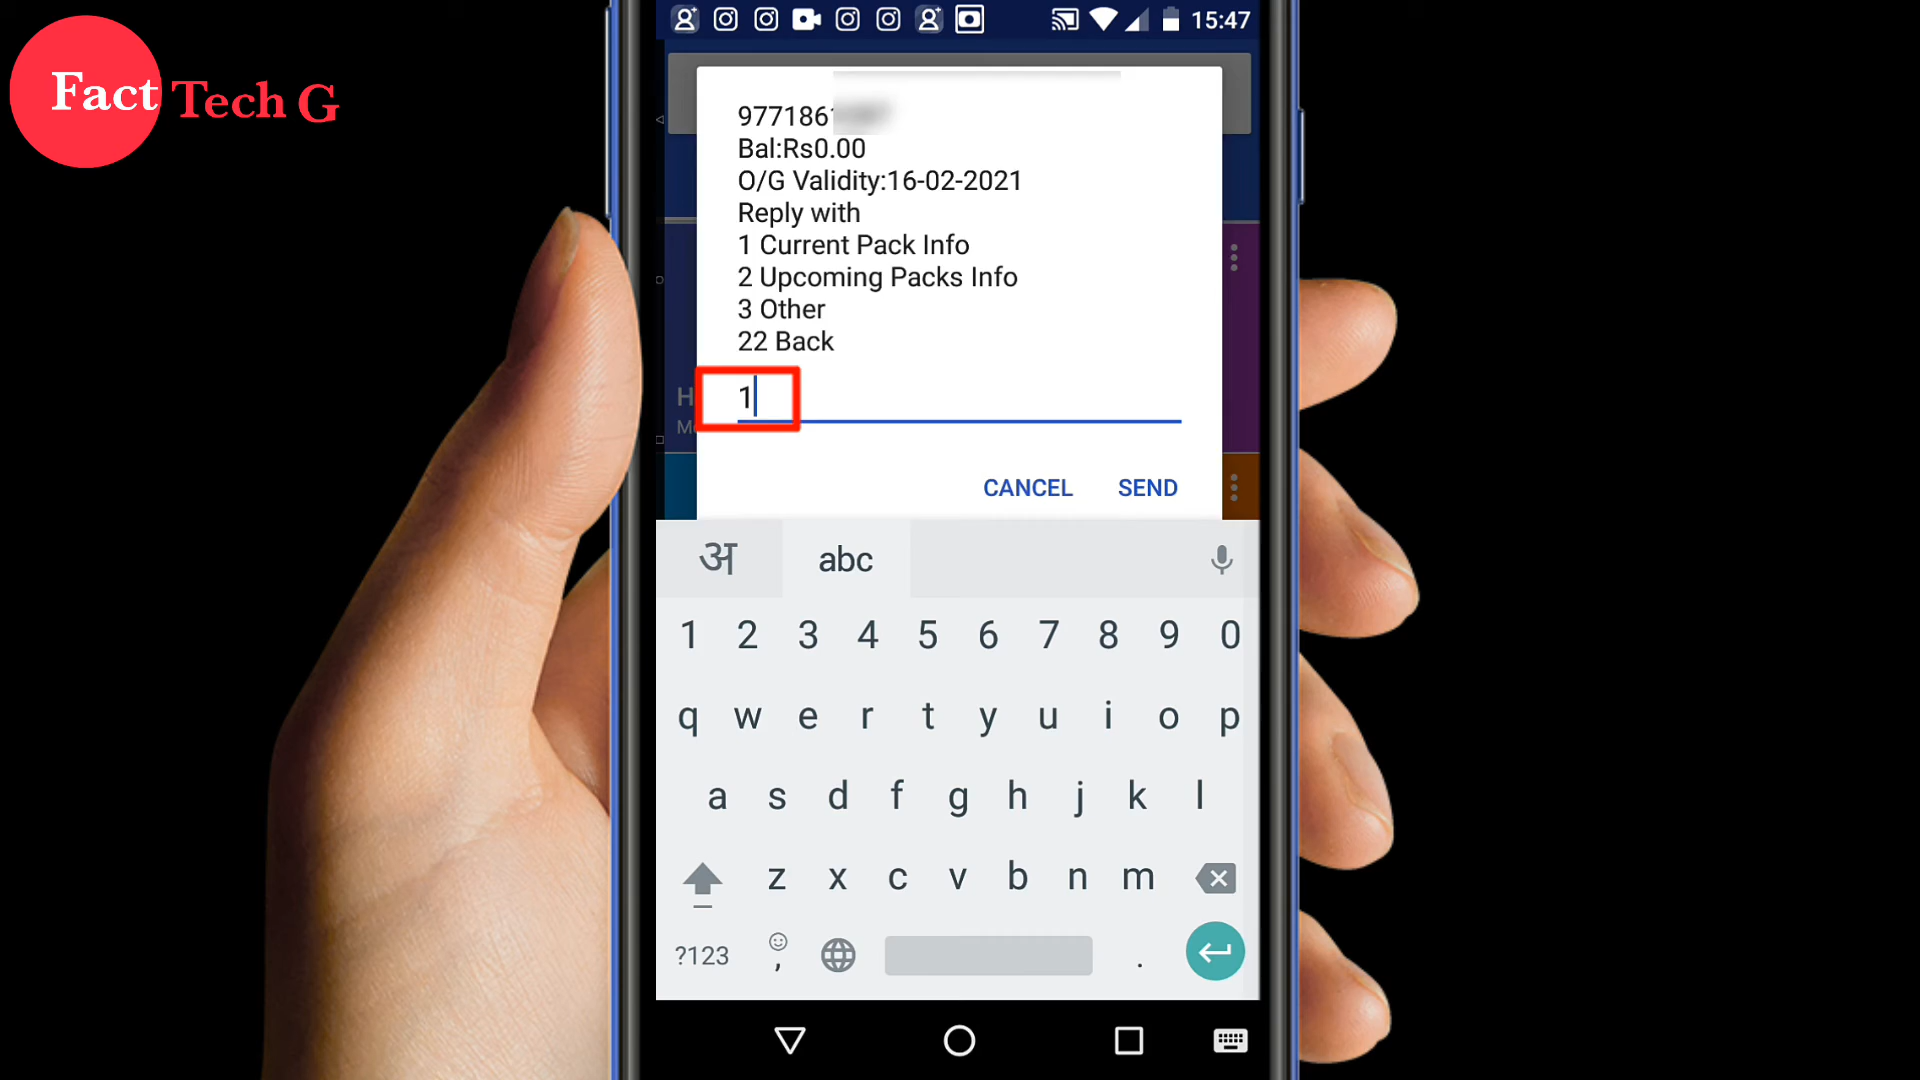 Fact Tech G
15:47
Bal:Rs0.00
O/G Validity:16-02-2021
Reply with
1 Current Pack Info
2 Upcoming Packs Info
3 Other
22 Back
1
CANCEL SEND
अ abc
1 2 3 4 5 6 7 8 9 0
q w e r t y u i o p
a s d f g h j k l
z x c v b n m
?123 , .